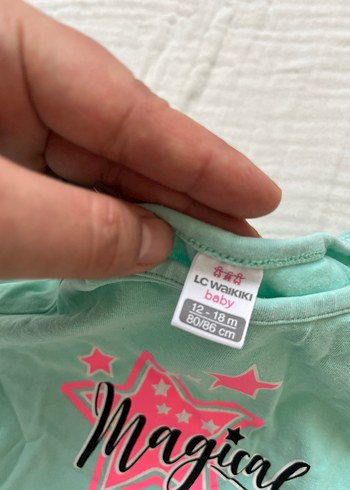 LC WAIKIKI
baby
12 - 18 m
80/86 cm
Magical